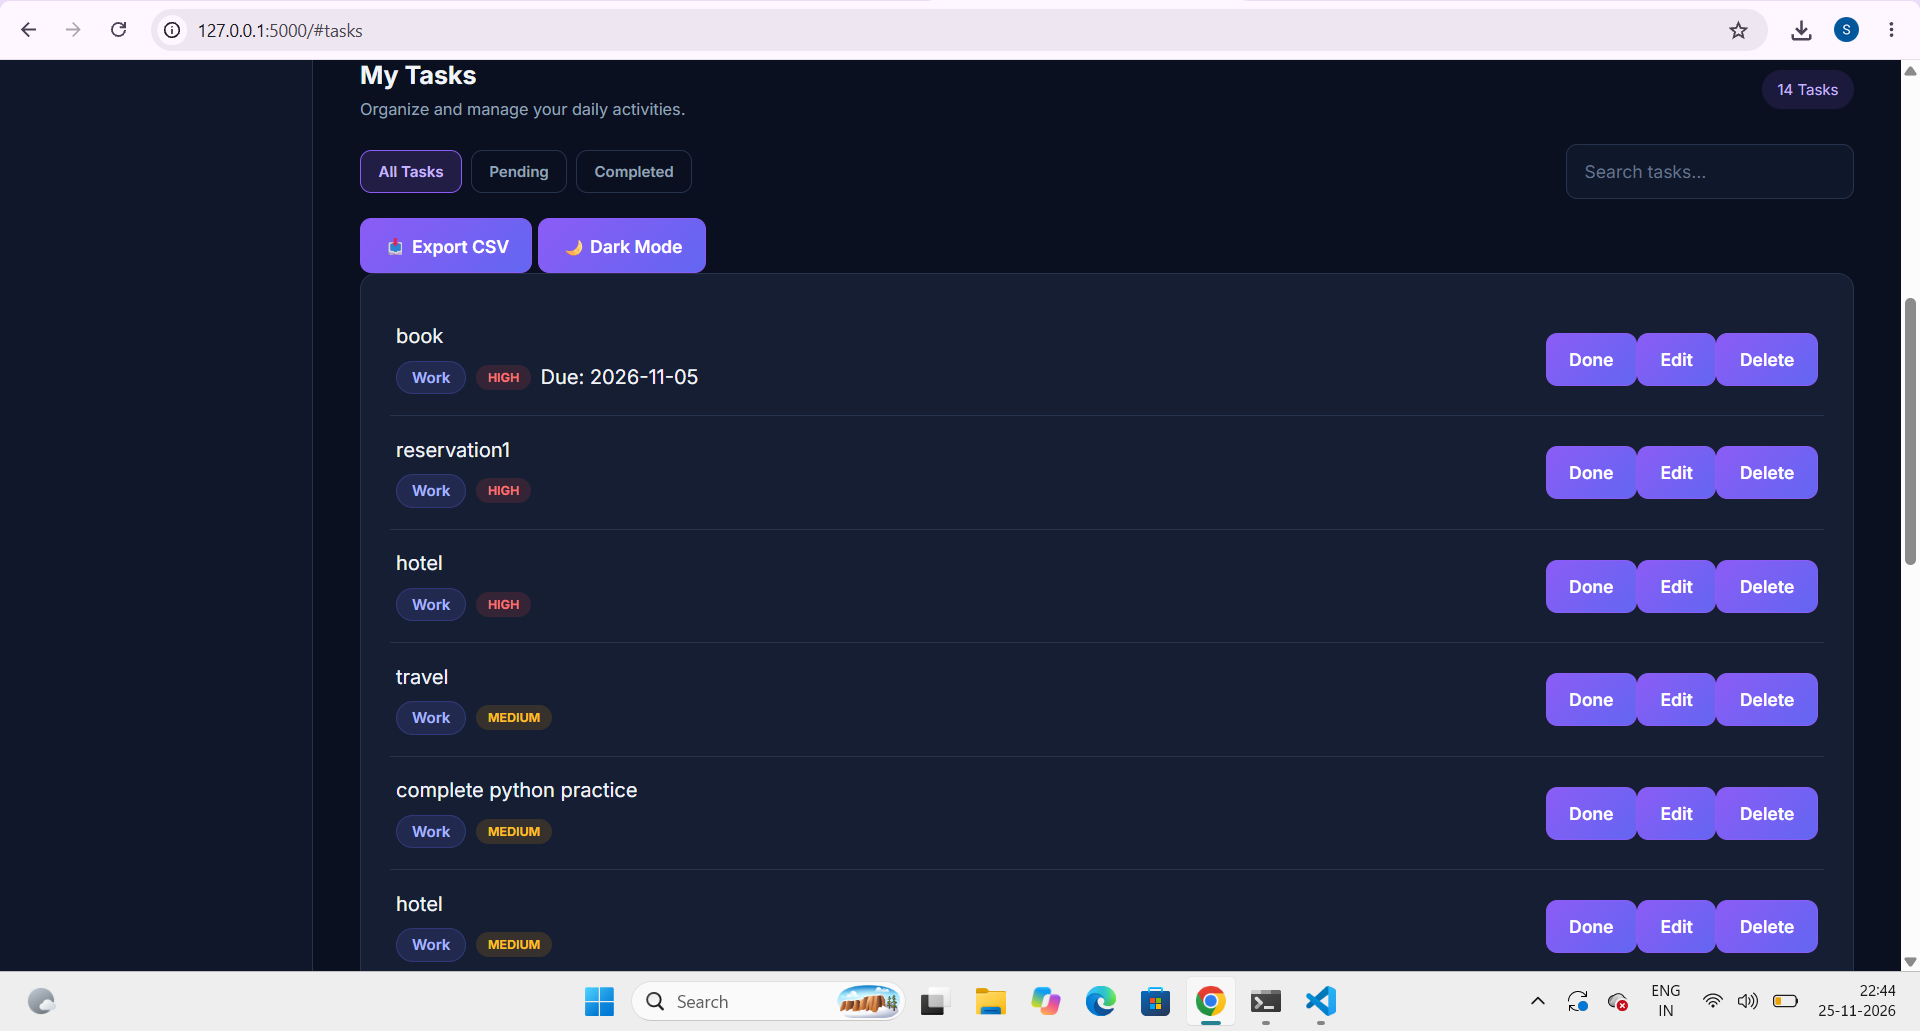 127.0.0.1:5000/#tasks
S
My Tasks
Organize and manage your daily activities.
14 Tasks
All Tasks
Pending
Completed
Search tasks...
Export CSV
Dark Mode
book
Work
HIGH
Due: 2026-11-05
Done
Edit
Delete
reservation1
Work
HIGH
Done
Edit
Delete
hotel
Work
HIGH
Done
Edit
Delete
travel
Work
MEDIUM
Done
Edit
Delete
complete python practice
Work
MEDIUM
Done
Edit
Delete
hotel
Work
MEDIUM
Done
Edit
Delete
Search
ENG
IN
22:44
25-11-2026